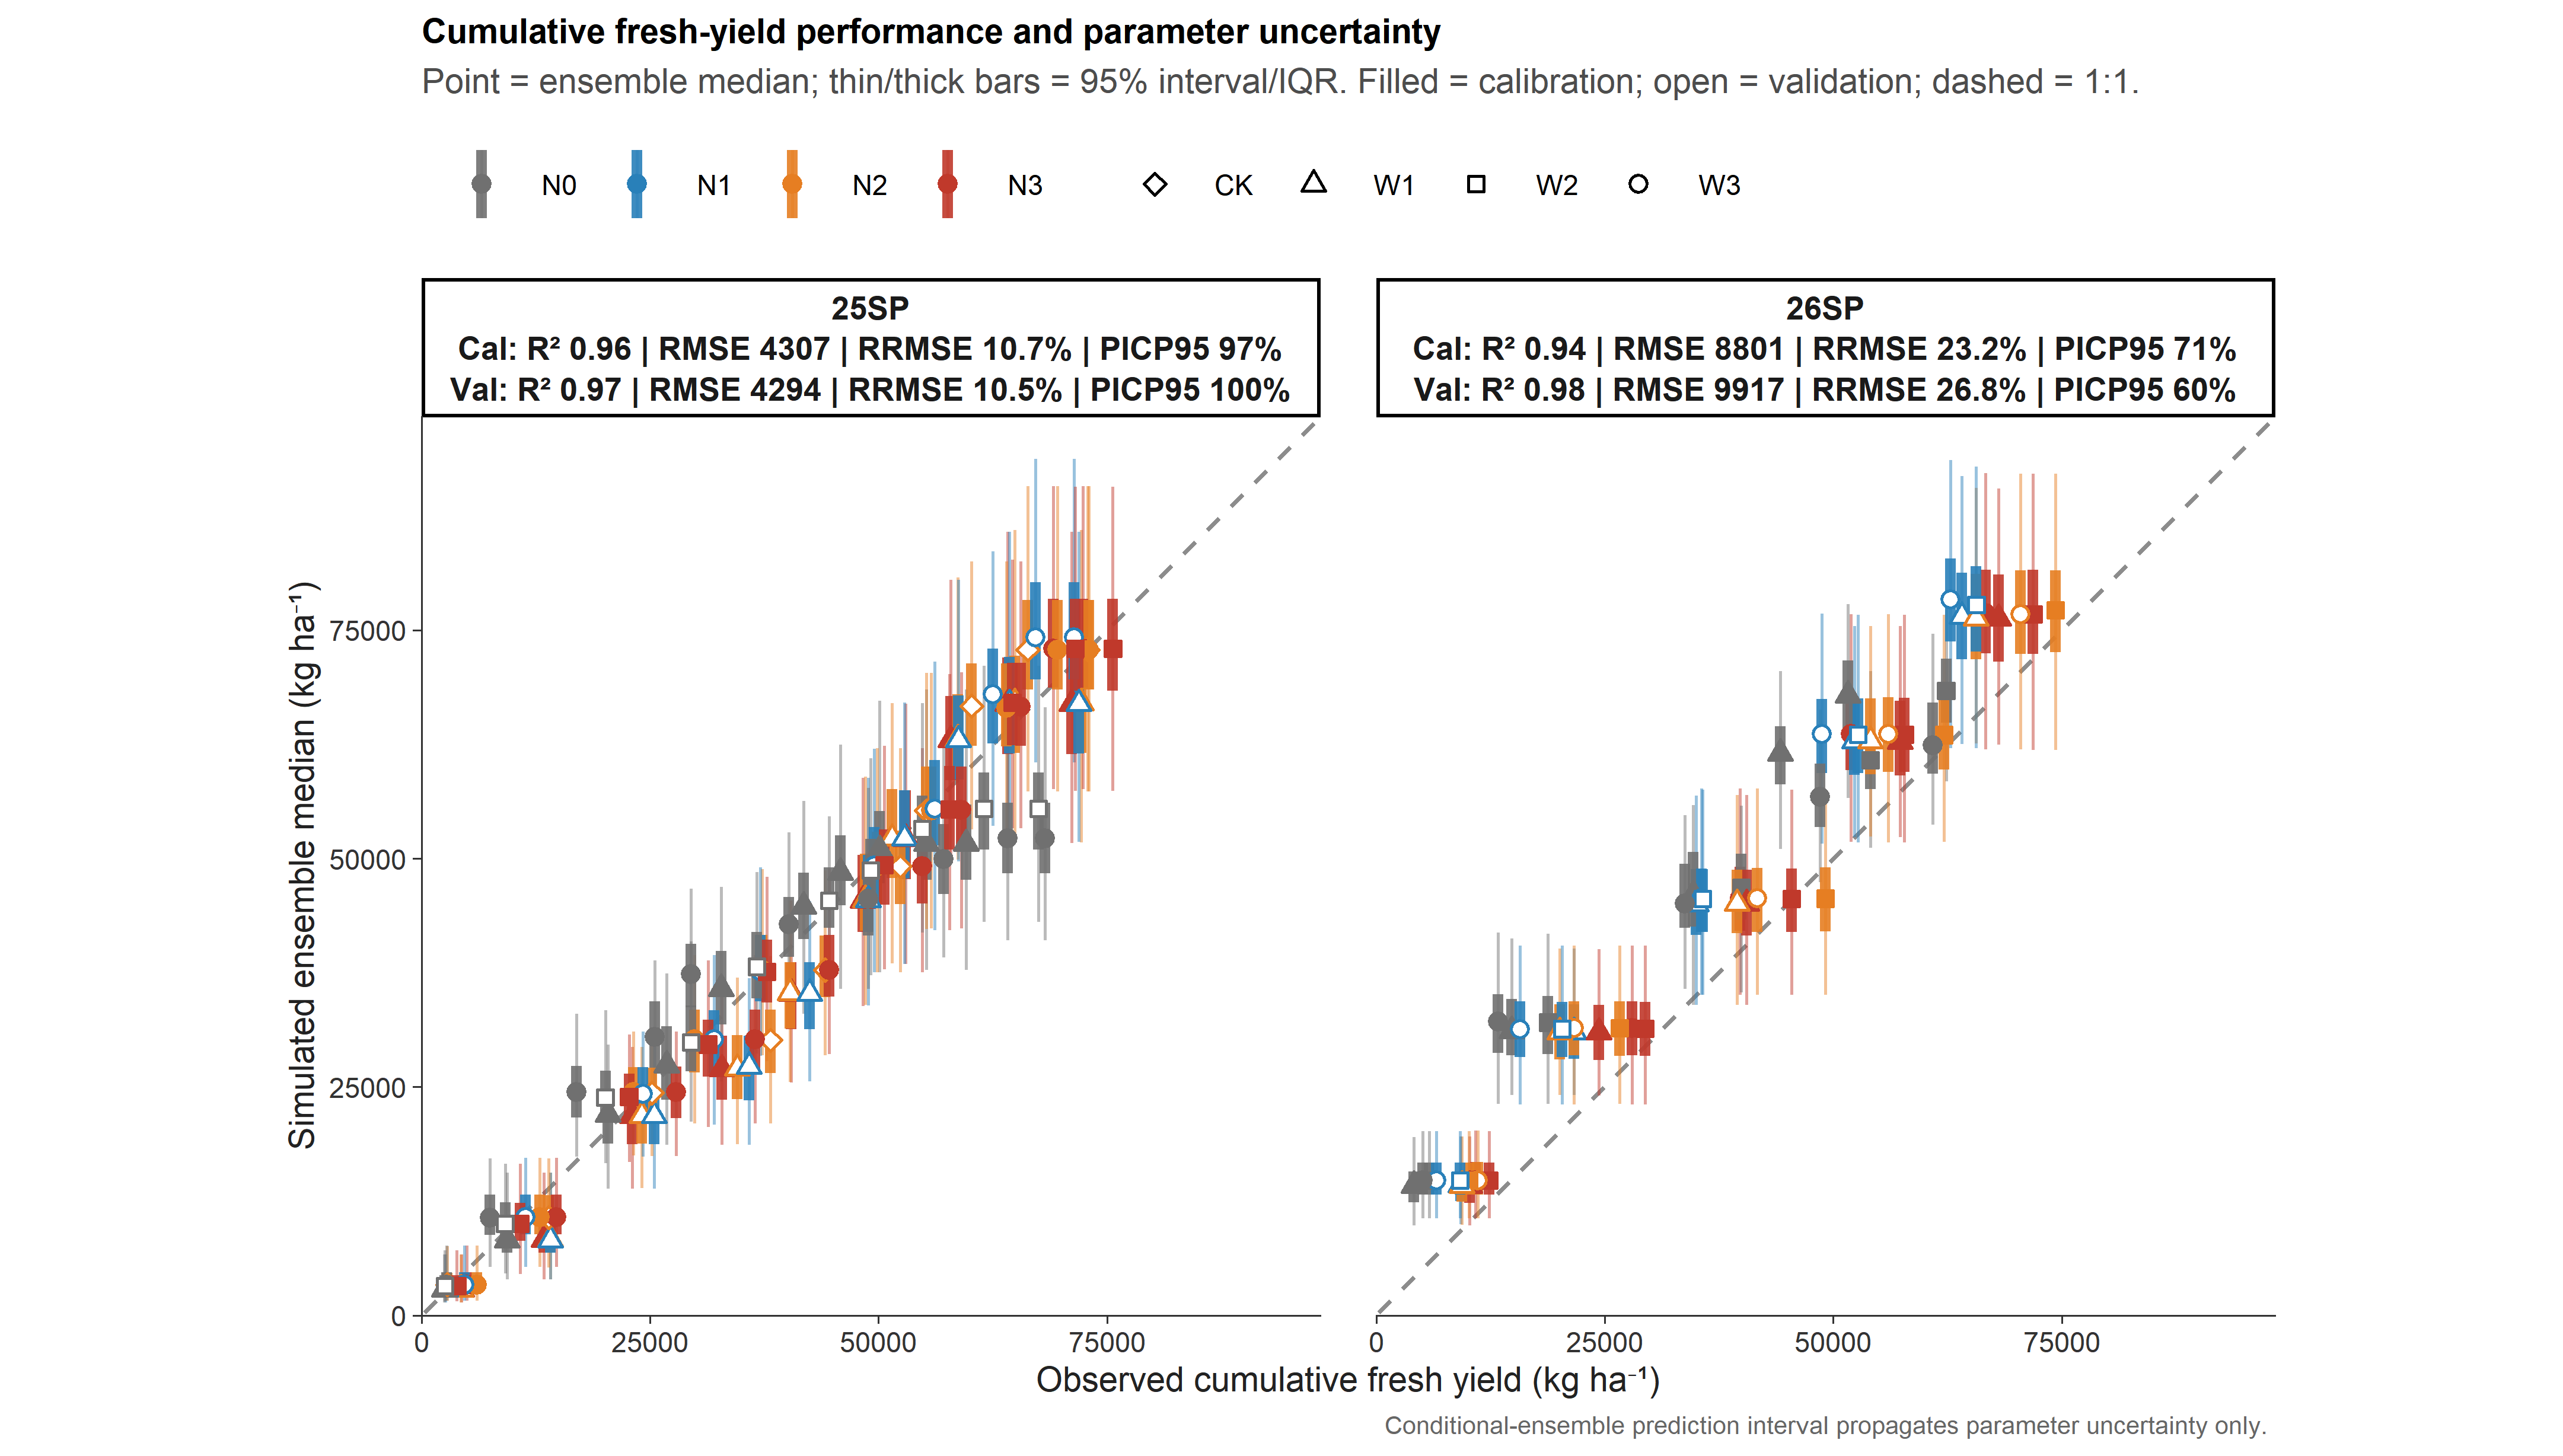 Cumulative fresh-yield performance and parameter uncertainty
Point = ensemble median; thin/thick bars = 95% interval/IQR. Filled = calibration; open = validation; dashed = 1:1.
N0 N1 N2 N3 CK W1 W2 W3
25SP
Cal: R² 0.96 | RMSE 4307 | RRMSE 10.7% | PICP95 97%
Val: R² 0.97 | RMSE 4294 | RRMSE 10.5% | PICP95 100%
26SP
Cal: R² 0.94 | RMSE 8801 | RRMSE 23.2% | PICP95 71%
Val: R² 0.98 | RMSE 9917 | RRMSE 26.8% | PICP95 60%
Simulated ensemble median (kg ha⁻¹)
75000
50000
25000
0
0 25000 50000 75000
0 25000 50000 75000
Observed cumulative fresh yield (kg ha⁻¹)
Conditional-ensemble prediction interval propagates parameter uncertainty only.